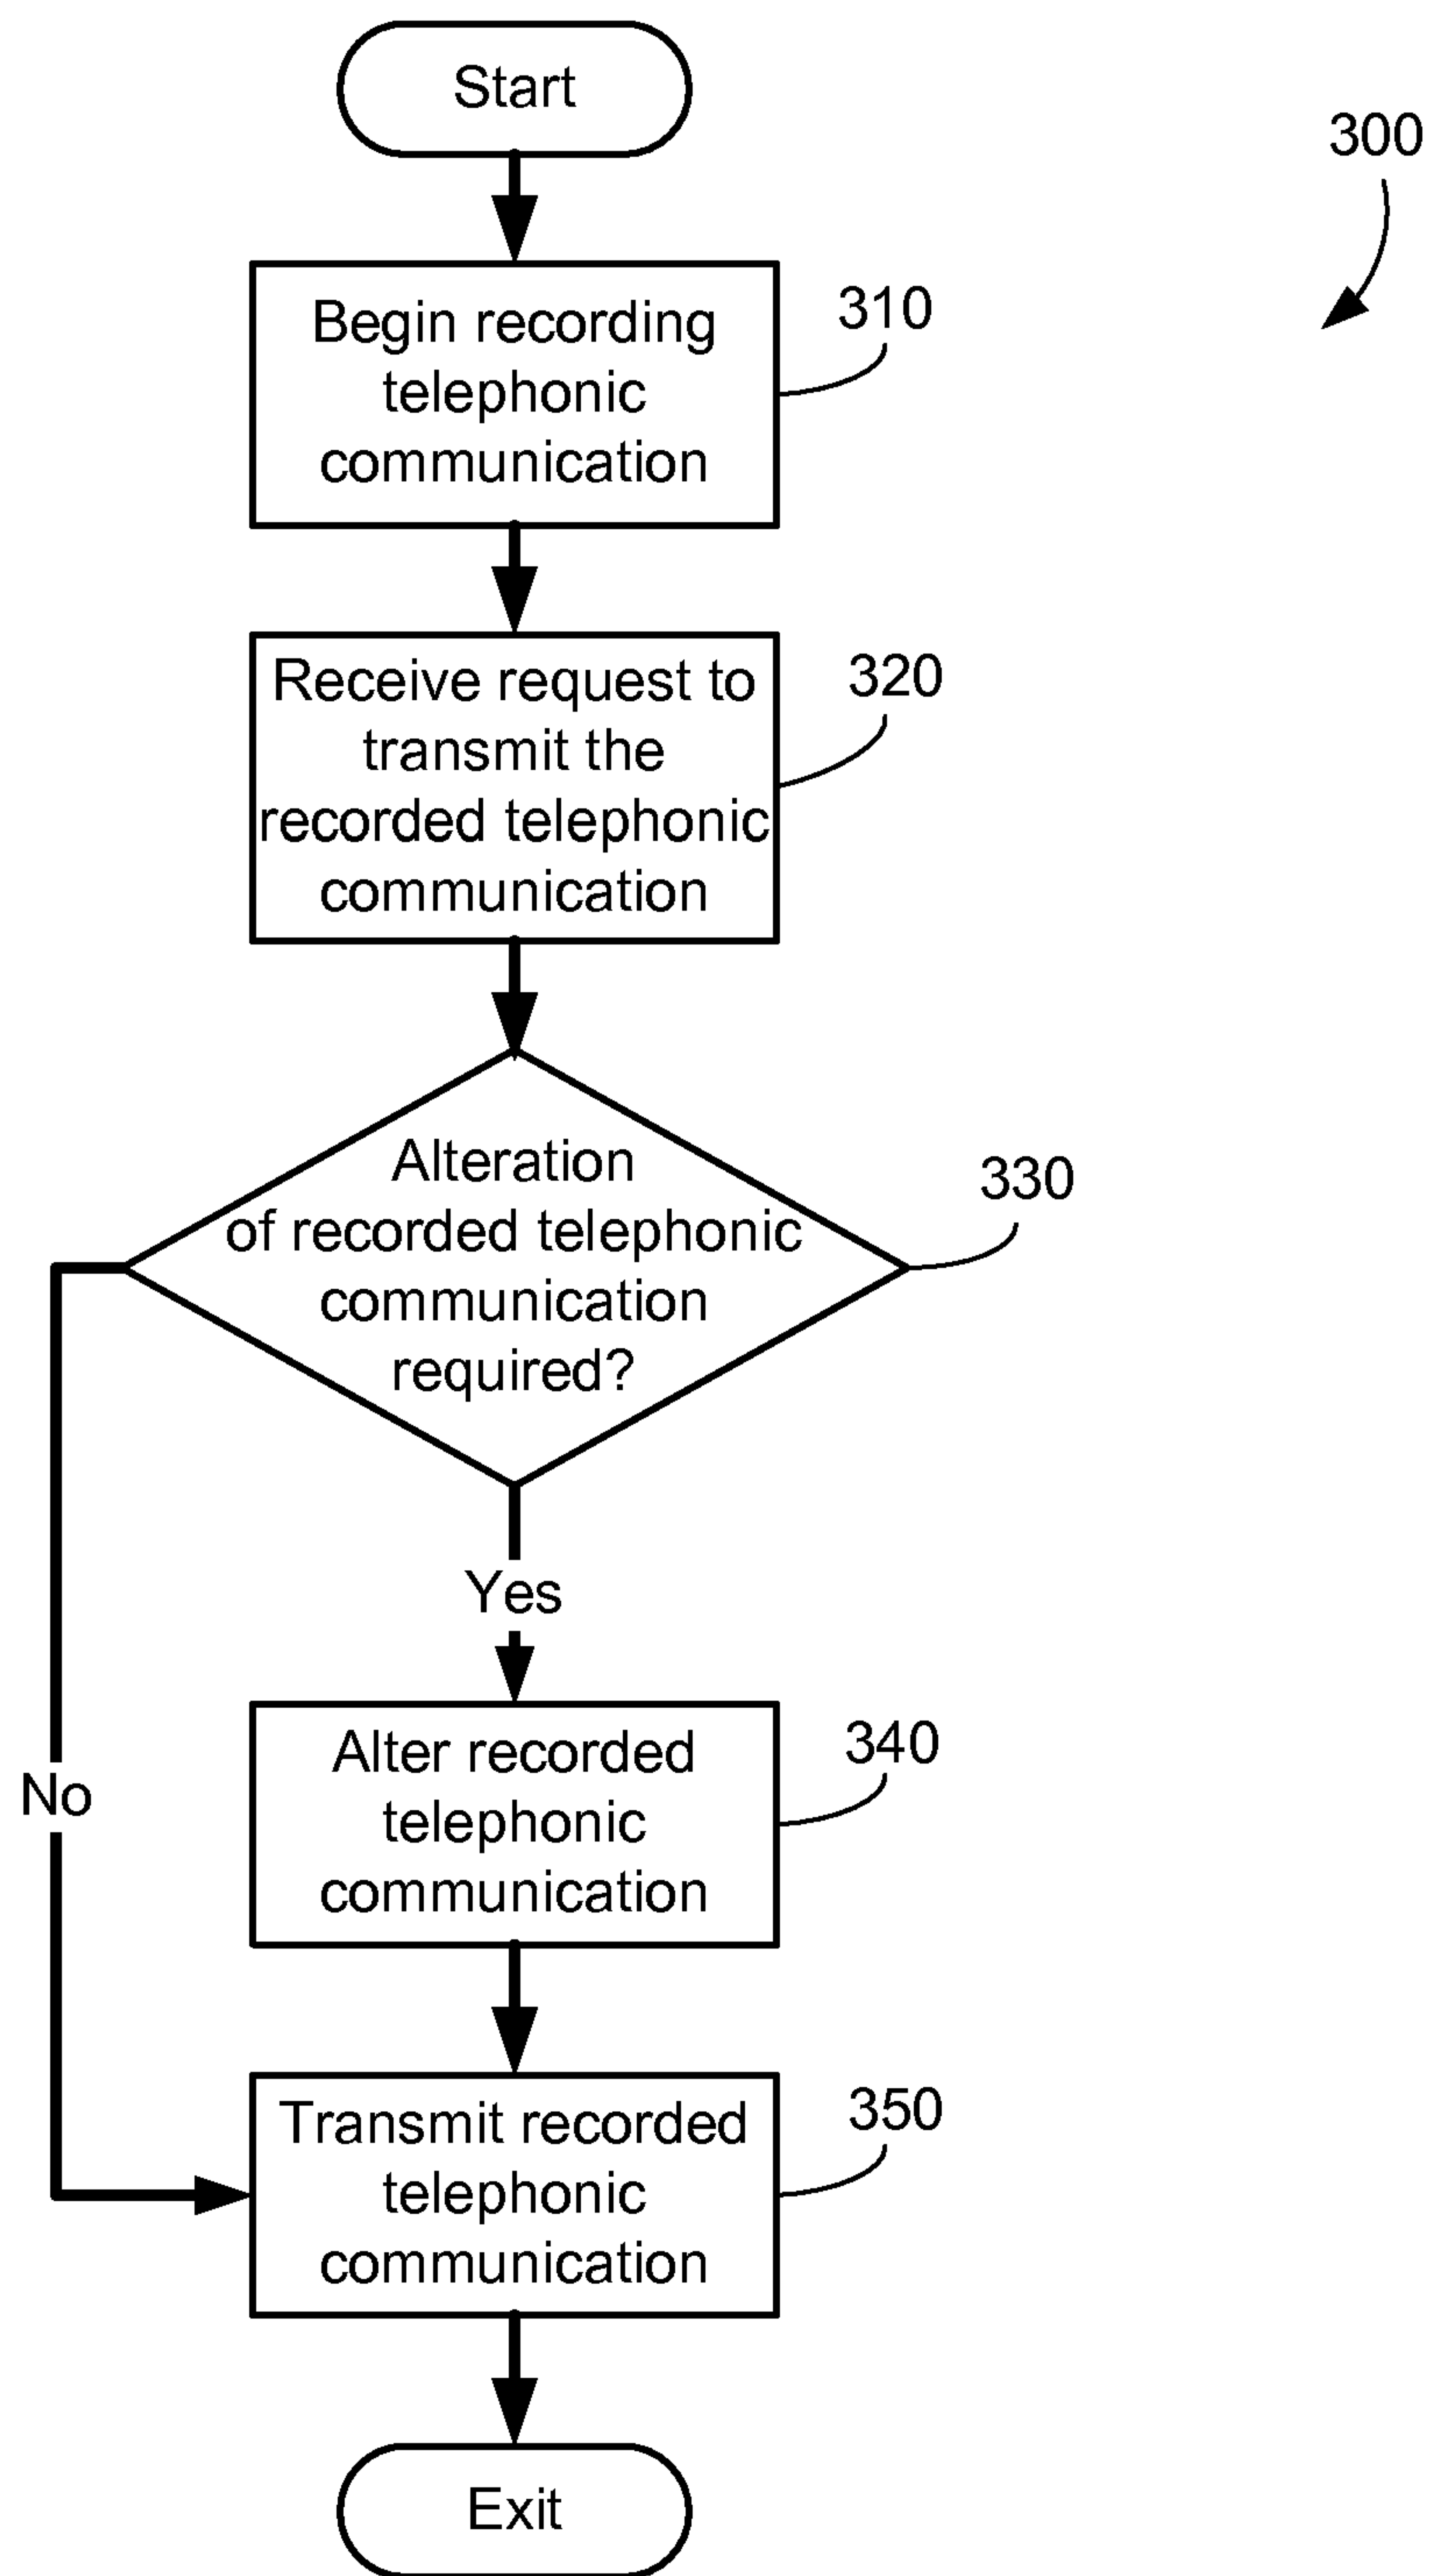 Start
300
Begin recording
telephonic
communication
310
Receive request to
transmit the
recorded telephonic
communication
320
Alteration
of recorded telephonic
communication
required?
330
Yes
No
Alter recorded
telephonic
communication
340
Transmit recorded
telephonic
communication
350
Exit